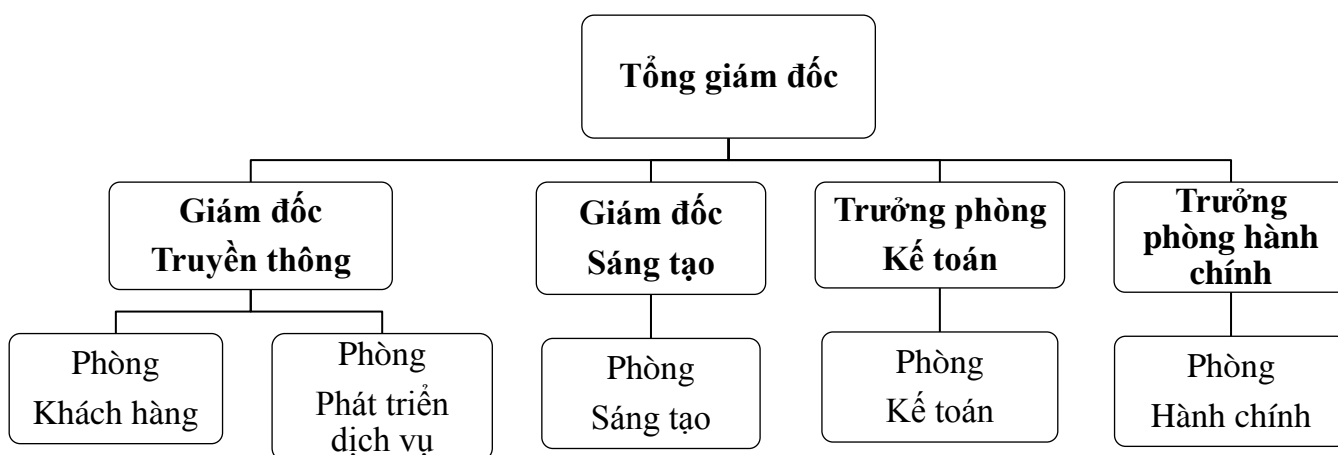 Tổng giám đốc
Giám đốc
Truyền thông
Giám đốc
Sáng tạo
Trưởng phòng
Kế toán
Trưởng
phòng hành
chính
Phòng
Khách hàng
Phòng
Phát triển
dịch vụ
Phòng
Sáng tạo
Phòng
Kế toán
Phòng
Hành chính